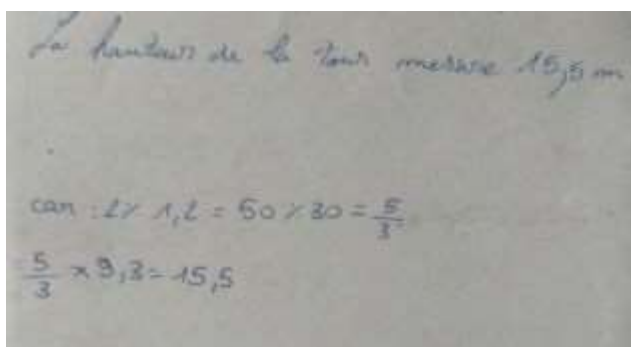 La hauteur de la tour mesure 15,5 m
car : 2 × 1,2 = 50 × 30 = 5/3
5/3 × 9,3 = 15,5